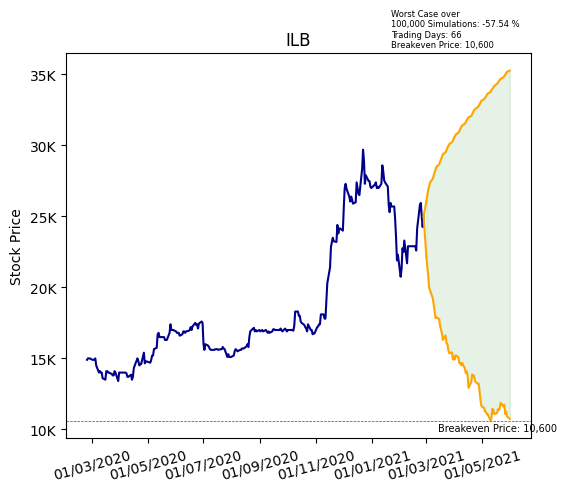 Worst Case over
100,000 Simulations: -57.54 %
Trading Days: 66
Breakeven Price: 10,600
ILB
Stock Price
35K
30K
25K
20K
15K
10K
Breakeven Price: 10,600
01/03/2020
01/05/2020
01/07/2020
01/09/2020
01/11/2020
01/01/2021
01/03/2021
01/05/2021